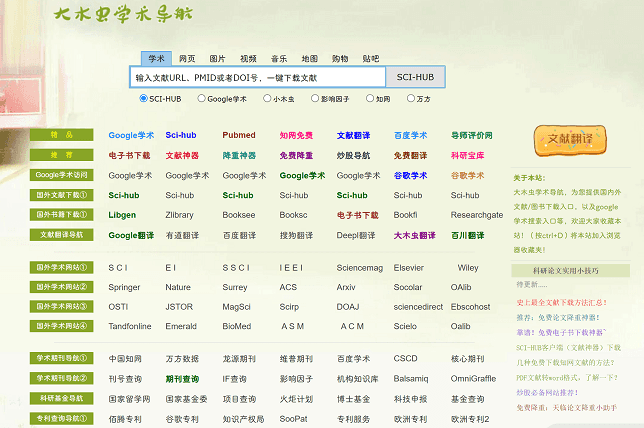 大木虫学术导航
学术 网页 图片 视频 音乐 地图 购物 贴吧
输入文献URL、PMID或者DOI号，一键下载文献 SCI-HUB
SCI-HUB Google学术 小木虫 影响因子 知网 万方
精 品 Google学术 Sci-hub Pubmed 知网免费 文献翻译 百度学术 导师评价网
推 荐 电子书下载 文献神器 降重神器 免费降重 炒股导航 免费翻译 科研宝库
Google学术访问 Google学术 Google学术 Google学术 Google学术 Google学术 谷歌学术 谷歌学术
国外文献下载① Sci-hub Sci-hub Sci-hub Sci-hub Sci-hub Sci-hub Sci-hub
国外书籍下载① Libgen Zlibrary Booksee Booksc 电子书下载 Bookfi Researchgate
文献翻译导航 Google翻译 有道翻译 百度翻译 搜狗翻译 Deepl翻译 大木虫翻译 百川翻译
国外学术网站① S C I E I S S C I I E E I Sciencemag Elsevier Wiley
国外学术网站② Springer Nature Surrey ACS Arxiv Socolar OAlib
国外学术网站③ OSTI JSTOR MagSci Scirp DOAJ sciencedirect Ebscohost
国外学术网站④ Tandfonline Emerald BioMed A S M A C M Scielo Oalib
学术期刊导航① 中国知网 万方数据 龙源期刊 维普期刊 百度学术 CSCD 核心期刊
学术期刊导航② 刊号查询 期刊查询 IF查询 影响因子 机构知识库 Balsamiq OmniGraffle
科研基金导航 国家留学网 国家基金委 项目查询 火炬计划 博士基金 科技申报 基金查询
专利查询导航① 佰腾专利 谷歌专利 知识产权局 SooPat 专利服务 欧洲专利 欧洲专利2
文献翻译
关于本站:
大木虫学术导航，为您提供国内外
文献/图书下载入口，以及google
学术搜索入口等，欢迎大家收藏本
站！（按ctrl+D）将本站加入浏览
器收藏夹!
科研论文实用小技巧
待更新.....
史上最全文献下载方法汇总!
推荐: 免费论文降重神器!
靠谱! 免费电子书下载神器~
SCI-HUB客户端（文献神器）下载
几种免费下载知网文献的方法?
PDF文献转word格式，了解一下?
炒股必备网站推荐!
免费降重: 天临论文降重小助手